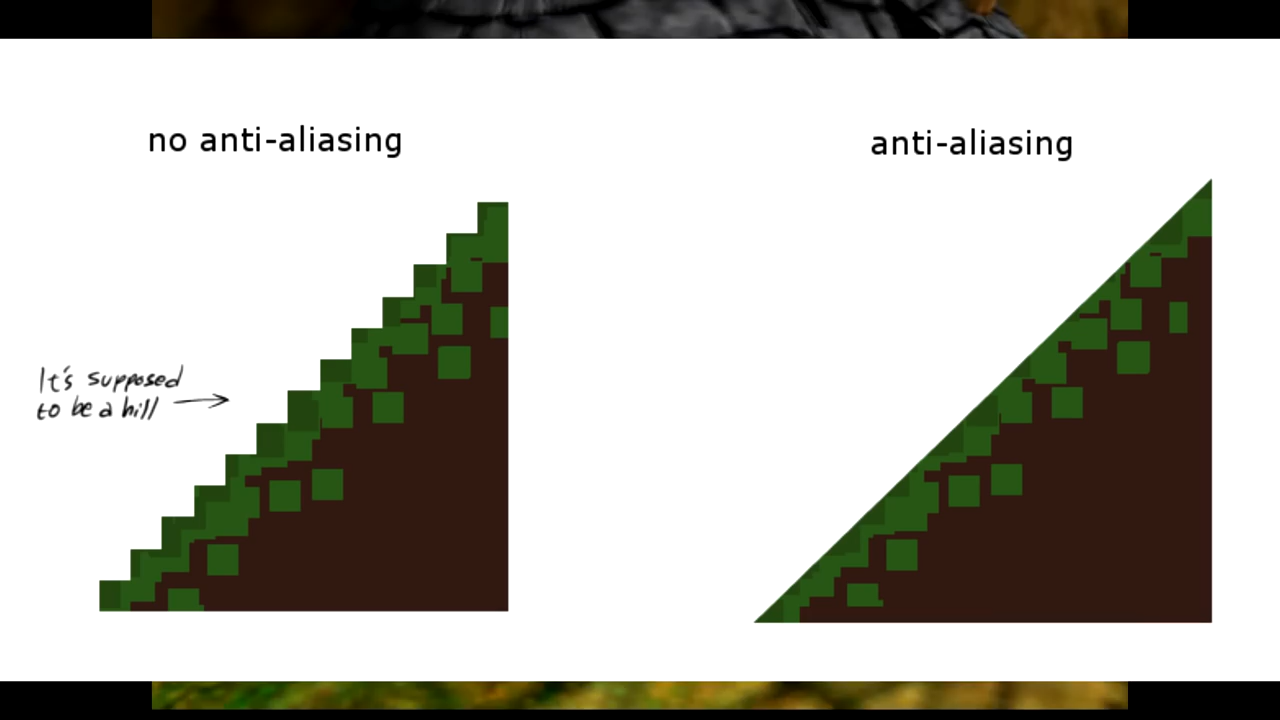 no anti-aliasing
anti-aliasing
It's supposed
to be a hill